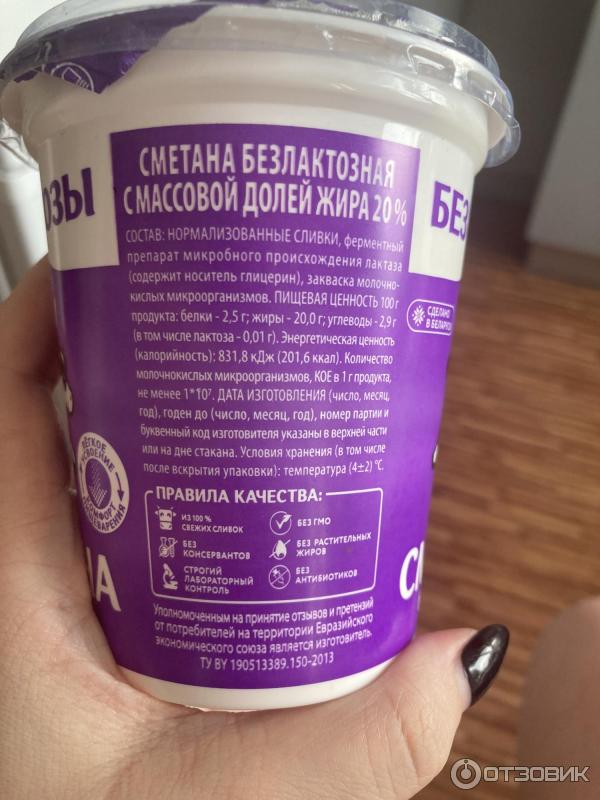 СМЕТАНА БЕЗЛАКТОЗНАЯ
С МАССОВОЙ ДОЛЕЙ ЖИРА 20%
СОСТАВ: НОРМАЛИЗОВАННЫЕ СЛИВКИ, ферментный
препарат микробного происхождения лактаза
(содержит носитель глицерин), закваска молочно-
кислых микроорганизмов. ПИЩЕВАЯ ЦЕННОСТЬ 100 г
продукта: белки - 2,5 г; жиры - 20,0 г; углеводы - 2,9 г
(в том числе лактоза - 0,01 г). Энергетическая ценность
(калорийность): 831,8 кДж (201,6 ккал). Количество
молочнокислых микроорганизмов, КОЕ в 1 г продукта,
не менее 1*10⁷. ДАТА ИЗГОТОВЛЕНИЯ (число, месяц,
год), годен до (число, месяц, год), номер партии и
буквенный код изготовителя указаны в верхней части
или на дне стакана. Условия хранения (в том числе
после вскрытия упаковки): температура (4±2) °С.
ПРАВИЛА КАЧЕСТВА:
ИЗ 100%
СВЕЖИХ СЛИВОК
БЕЗ ГМО
БЕЗ
КОНСЕРВАНТОВ
БЕЗ РАСТИТЕЛЬНЫХ
ЖИРОВ
СТРОГИЙ
ЛАБОРАТОРНЫЙ
КОНТРОЛЬ
БЕЗ
АНТИБИОТИКОВ
Уполномоченным на принятие отзывов и претензий
от потребителей на территории Евразийского
экономического союза является изготовитель.
ТУ BY 190513389.150-2013
ОЗЫ
БЕЗ
СДЕЛАНО
В БЕЛАРУСИ
ЛЕГКОЕ УСВОЕНИЕ
КОМФОРТ
ПИЩЕВАРЕНИЯ
НА
СМ
ОТЗОВИК